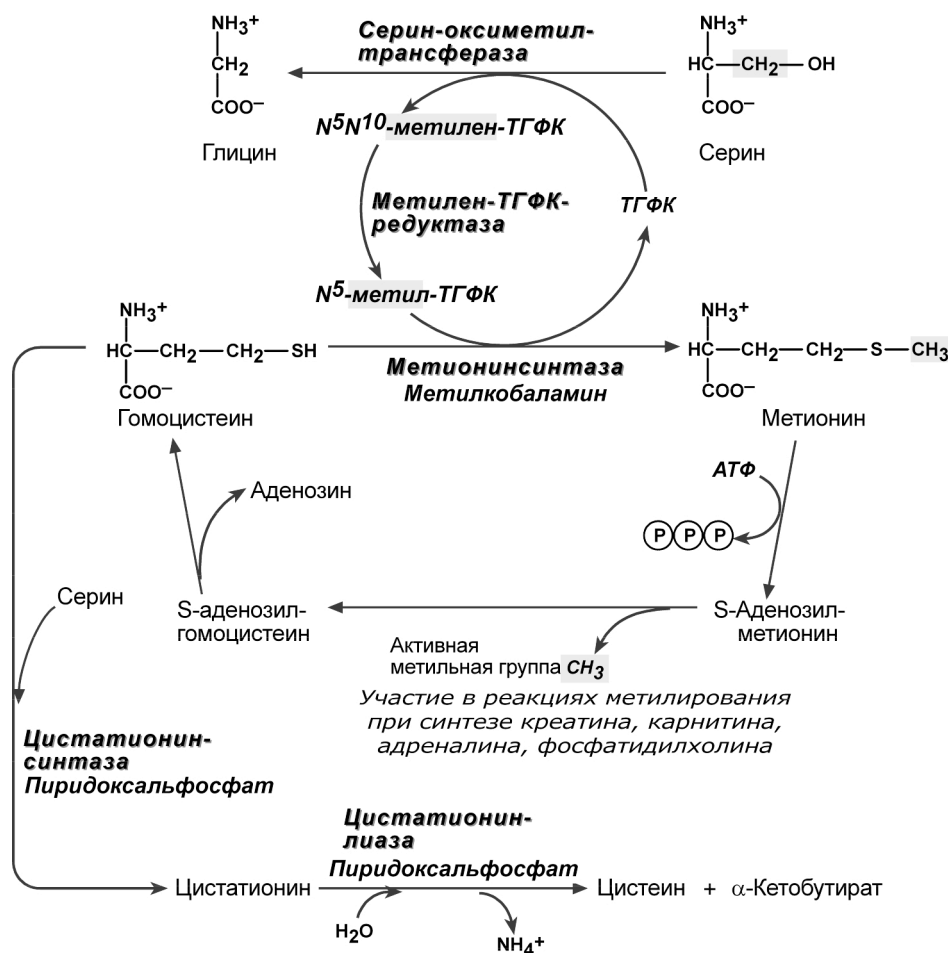 NH3+
CH2
COO–
Глицин
Серин-оксиметил-
трансфераза
NH3+
HC—CH2—OH
COO–
Серин
N5N10-метилен-ТГФК
Метилен-ТГФК-
редуктаза
ТГФК
N5-метил-ТГФК
NH3+
HC—CH2—CH2—SH
COO–
Гомоцистеин
Метионинсинтаза
Метилкобаламин
NH3+
HC—CH2—CH2—S—CH3
COO–
Метионин
Аденозин
АТФ
P P P
Серин
S-аденозил-
гомоцистеин
S-Аденозил-
метионин
Активная
метильная группа CH3
Участие в реакциях метилирования
при синтезе креатина, карнитина,
адреналина, фосфатидилхолина
Цистатионин-
синтаза
Пиридоксальфосфат
Цистатионин-
лиаза
Пиридоксальфосфат
Цистатионин
Цистеин + α-Кетобутират
H2O
NH4+